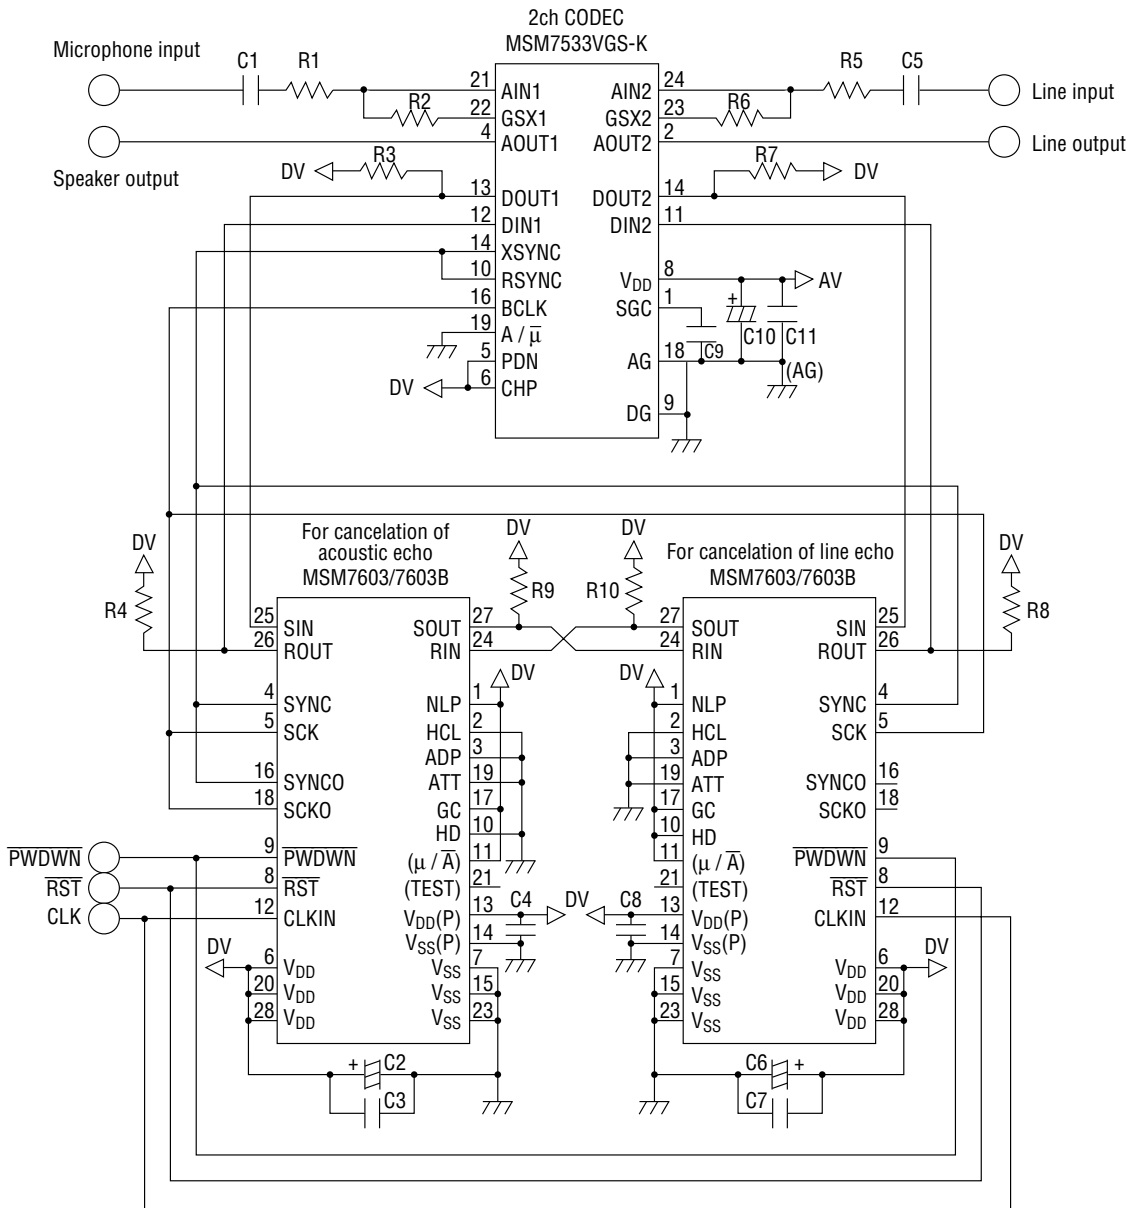 2ch CODEC
MSM7533VGS-K
Microphone input
C1 R1
R5 C5
21 AIN1 AIN2 24
Line input
R2 22 GSX1 GSX2 23 R6
4 AOUT1 AOUT2 2
Line output
Speaker output
DV R3 R7 DV
13 DOUT1 DOUT2 14
12 DIN1 DIN2 11
14 XSYNC
10 RSYNC VDD 8 AV
16 BCLK SGC 1 +
19 A / μ̅ C9 C10 C11
5 PDN AG 18 (AG)
DV 6 CHP
DG 9
For cancelation of
acoustic echo
MSM7603/7603B
DV DV
For cancelation of line echo
MSM7603/7603B
DV DV
R4 R9 R10 R8
25 SIN SOUT 27 27 SOUT SIN 25
26 ROUT RIN 24 24 RIN ROUT 26
DV DV
4 SYNC NLP 1 1 NLP SYNC 4
5 SCK HCL 2 2 HCL SCK 5
ADP 3 3 ADP
16 SYNCO ATT 19 19 ATT SYNCO 16
18 SCKO GC 17 17 GC SCKO 18
HD 10 10 HD
P̅W̅D̅W̅N̅ 9 P̅W̅D̅W̅N̅ (μ / A̅) 11 11 (μ / A̅) P̅W̅D̅W̅N̅ 9
R̅S̅T̅ 8 R̅S̅T̅ (TEST) 21 21 (TEST) R̅S̅T̅ 8
CLK 12 CLKIN VDD(P) 13 C4 DV C8 13 VDD(P) CLKIN 12
VSS(P) 14 14 VSS(P)
DV 6 VDD VSS 7 7 VSS VDD 6 DV
20 VDD VSS 15 15 VSS VDD 20
28 VDD VSS 23 23 VSS VDD 28
+ C2 C6 +
C3 C7